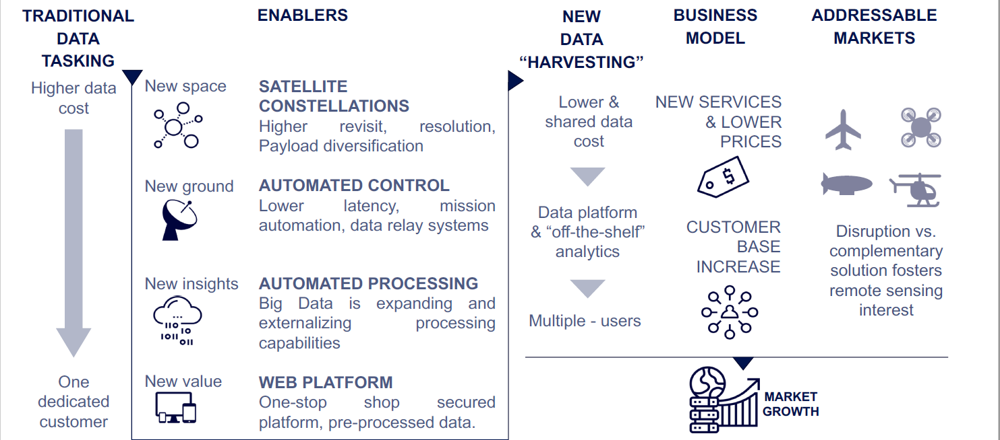 TRADITIONAL
DATA
TASKING
Higher data
cost
One
dedicated
customer
ENABLERS
New space
SATELLITE
CONSTELLATIONS
Higher revisit, resolution,
Payload diversification
New ground
AUTOMATED CONTROL
Lower latency, mission
automation, data relay systems
New insights
AUTOMATED PROCESSING
Big Data is expanding and
externalizing processing
capabilities
New value
WEB PLATFORM
One-stop shop secured
platform, pre-processed data.
NEW
DATA
“HARVESTING”
Lower &
shared data
cost
Data platform
& “off-the-shelf”
analytics
Multiple - users
BUSINESS
MODEL
NEW SERVICES
& LOWER
PRICES
$
CUSTOMER
BASE
INCREASE
ADDRESSABLE
MARKETS
Disruption vs.
complementary
solution fosters
remote sensing
interest
MARKET
GROWTH